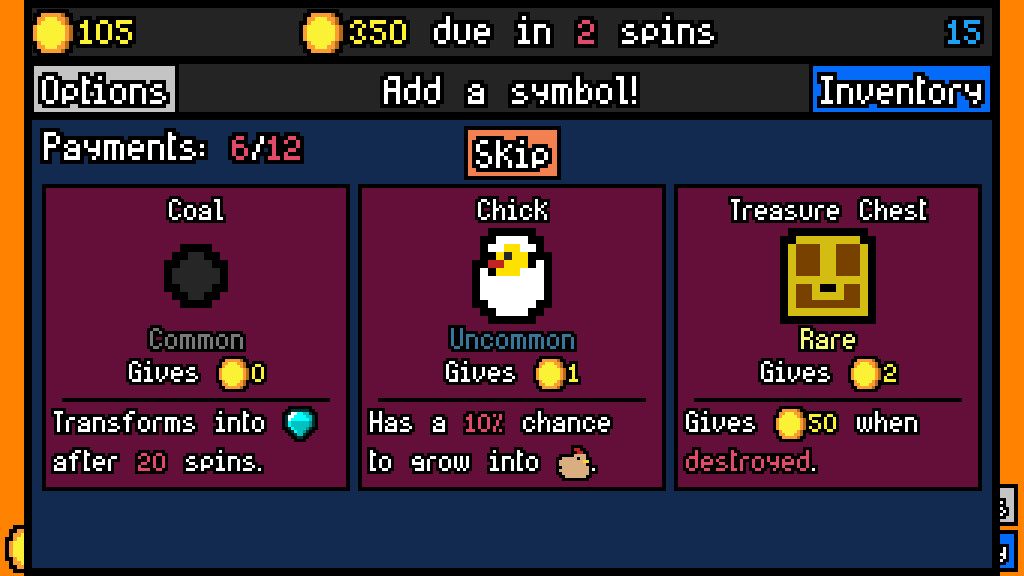 105
350 due in 2 spins
15
Options
Add a symbol!
Inventory
Payments: 6/12
Skip
Coal
Common
Gives 0
Transforms into
after 20 spins.
Chick
Uncommon
Gives 1
Has a 10% chance
to grow into .
Treasure Chest
Rare
Gives 2
Gives 50 when
destroyed.